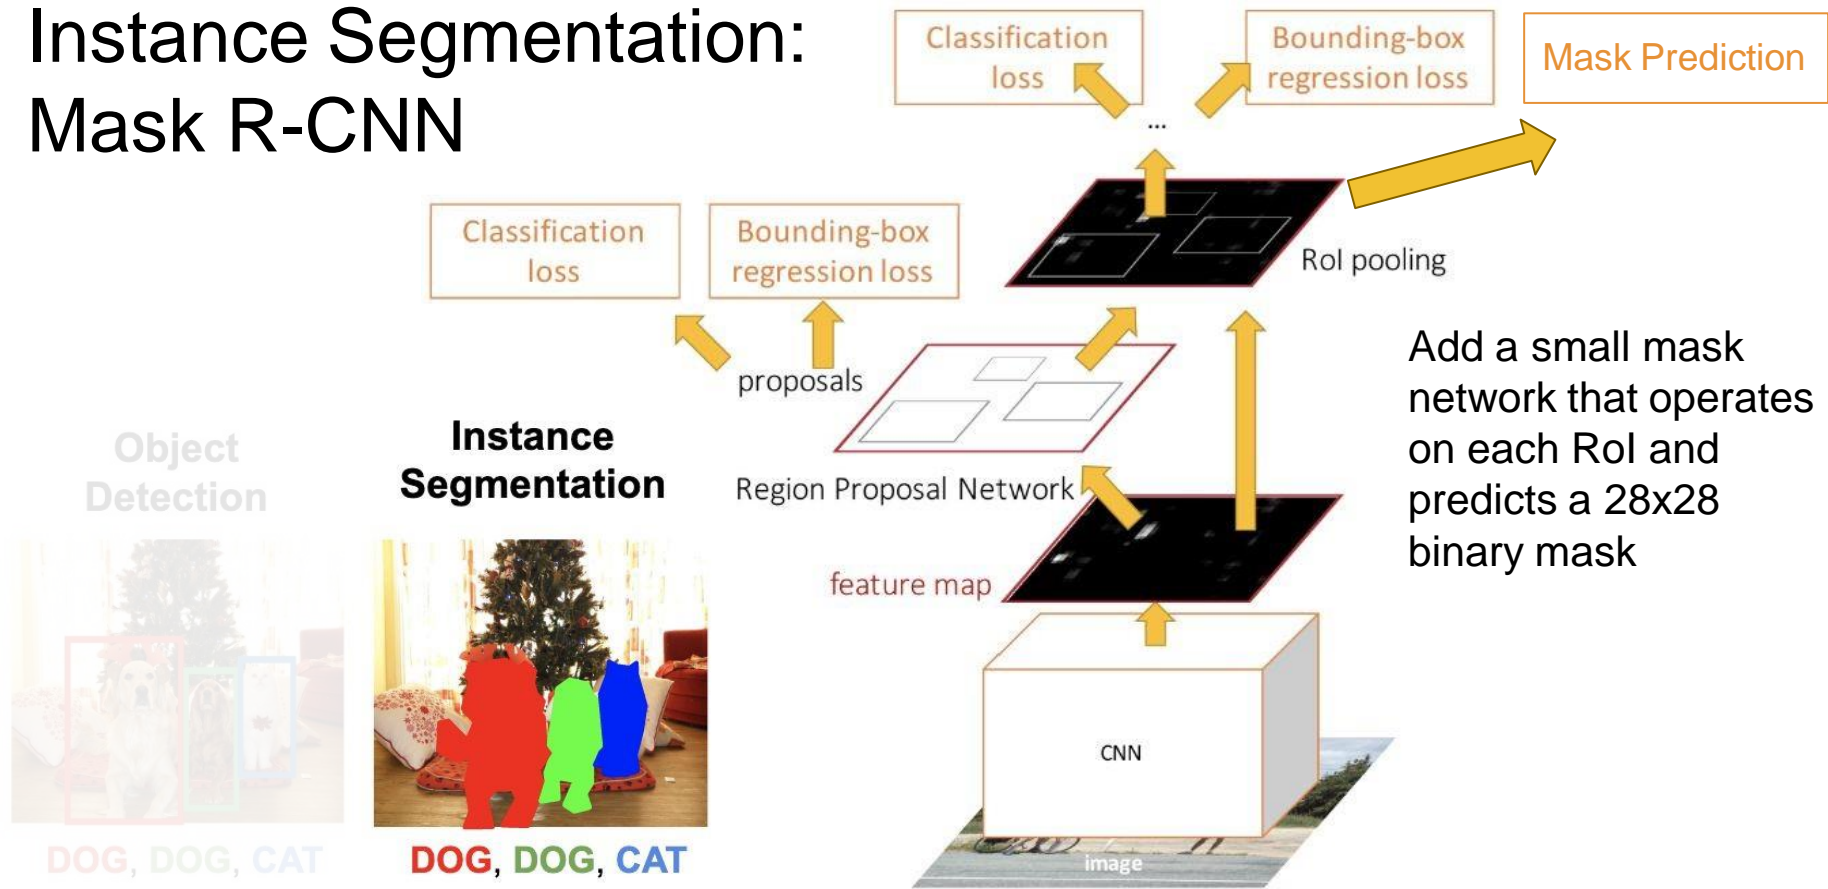 Instance Segmentation:
Mask R-CNN
Classification
loss
Bounding-box
regression loss
Mask Prediction
...
Classification
loss
Bounding-box
regression loss
RoI pooling
proposals
Region Proposal Network
feature map
CNN
image
Add a small mask
network that operates
on each RoI and
predicts a 28x28
binary mask
Object
Detection
DOG, DOG, CAT
Instance
Segmentation
DOG, DOG, CAT